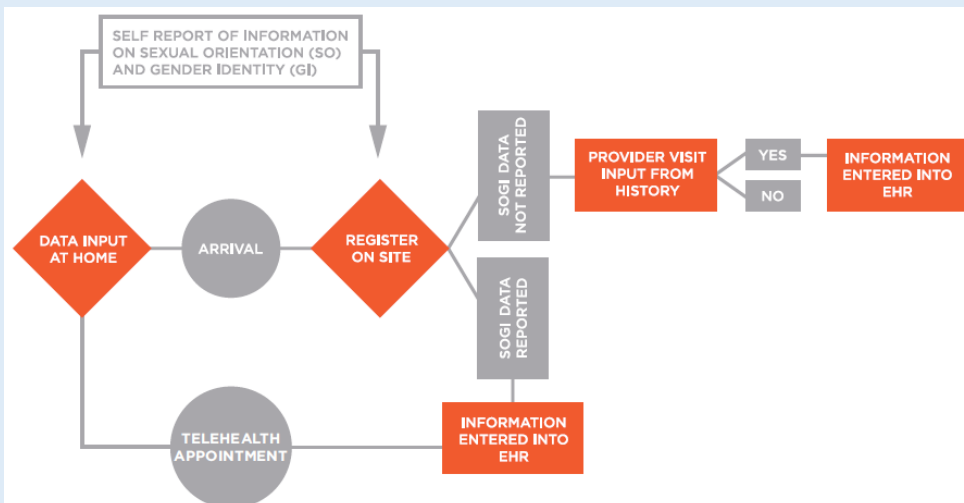 SELF REPORT OF INFORMATION
ON SEXUAL ORIENTATION (SO)
AND GENDER IDENTITY (GI)
DATA INPUT
AT HOME
ARRIVAL
REGISTER
ON SITE
SOGI DATA
NOT REPORTED
PROVIDER VISIT
INPUT FROM
HISTORY
YES
NO
INFORMATION
ENTERED INTO
EHR
SOGI DATA
REPORTED
TELEHEALTH
APPOINTMENT
INFORMATION
ENTERED INTO
EHR